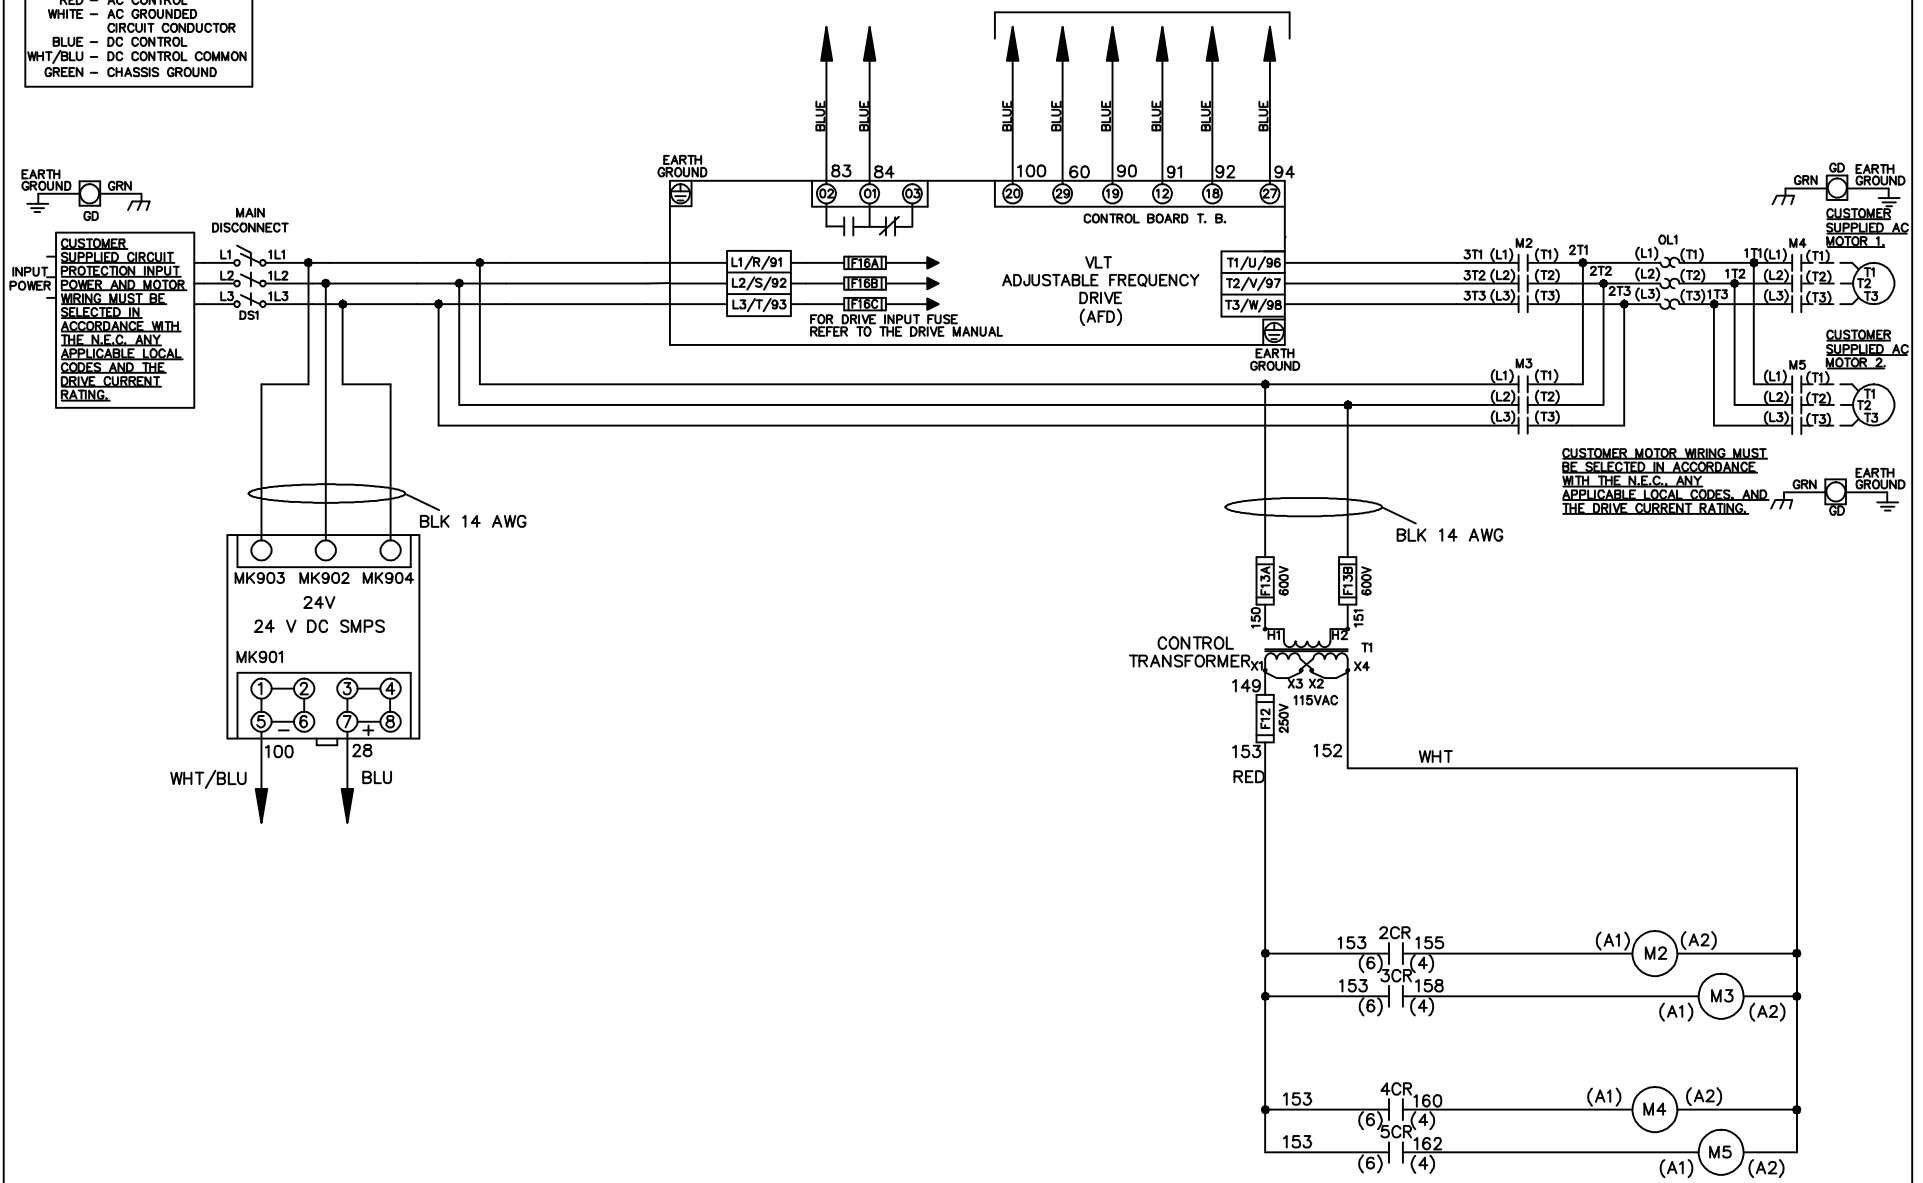 RED – AC CONTROL
WHITE – AC GROUNDED
CIRCUIT CONDUCTOR
BLUE – DC CONTROL
WHT/BLU – DC CONTROL COMMON
GREEN – CHASSIS GROUND
BLUE
BLUE
BLUE
BLUE
BLUE
BLUE
BLUE
BLUE
EARTH
GROUND
GRN
GD
EARTH
GROUND
83 84
02 01 03
100 60 90 91 92 94
20 29 19 12 18 27
CONTROL BOARD T. B.
GD EARTH
GRN GROUND
CUSTOMER
SUPPLIED AC
MOTOR 1.
INPUT
POWER
CUSTOMER
SUPPLIED CIRCUIT
PROTECTION INPUT
POWER AND MOTOR
WIRING MUST BE
SELECTED IN
ACCORDANCE WITH
THE N.E.C. ANY
APPLICABLE LOCAL
CODES AND THE
DRIVE CURRENT
RATING.
MAIN
DISCONNECT
L1 1L1
L2 1L2
L3 1L3
DS1
L1/R/91 F16A
L2/S/92 F16B
L3/T/93 F16C
FOR DRIVE INPUT FUSE
REFER TO THE DRIVE MANUAL
VLT
ADJUSTABLE FREQUENCY
DRIVE
(AFD)
T1/U/96
T2/V/97
T3/W/98
EARTH
GROUND
M2
3T1 (L1) (T1) 2T1
3T2 (L2) (T2) 2T2
3T3 (L3) (T3) 2T3
OL1
(L1) (T1) 1T1
(L2) (T2) 1T2
(L3) (T3) 1T3
M4
(L1) (T1) T1
(L2) (T2) T2
(L3) (T3) T3
M3
(L1) (T1)
(L2) (T2)
(L3) (T3)
CUSTOMER
SUPPLIED AC
MOTOR 2.
M5
(L1) (T1) T1
(L2) (T2) T2
(L3) (T3) T3
CUSTOMER MOTOR WIRING MUST
BE SELECTED IN ACCORDANCE
WITH THE N.E.C., ANY
APPLICABLE LOCAL CODES, AND
THE DRIVE CURRENT RATING.
EARTH
GRN GROUND
GD
BLK 14 AWG
BLK 14 AWG
MK903 MK902 MK904
24V
24 V DC SMPS
MK901
1 2 3 4
5 6 7 8
– +
100 28
WHT/BLU BLU
F13A 600V
F13B 600V
150 151
H1 H2
T1
CONTROL
TRANSFORMER
X1 X3 X2 X4
149 115VAC
F12 250V
153 152
RED WHT
2CR
153 155 (A1) M2 (A2)
(6) (4)
3CR
153 158 M3
(6) (4) (A1) (A2)
4CR
153 160 (A1) M4 (A2)
(6) (4)
5CR
153 162 M5
(6) (4) (A1) (A2)